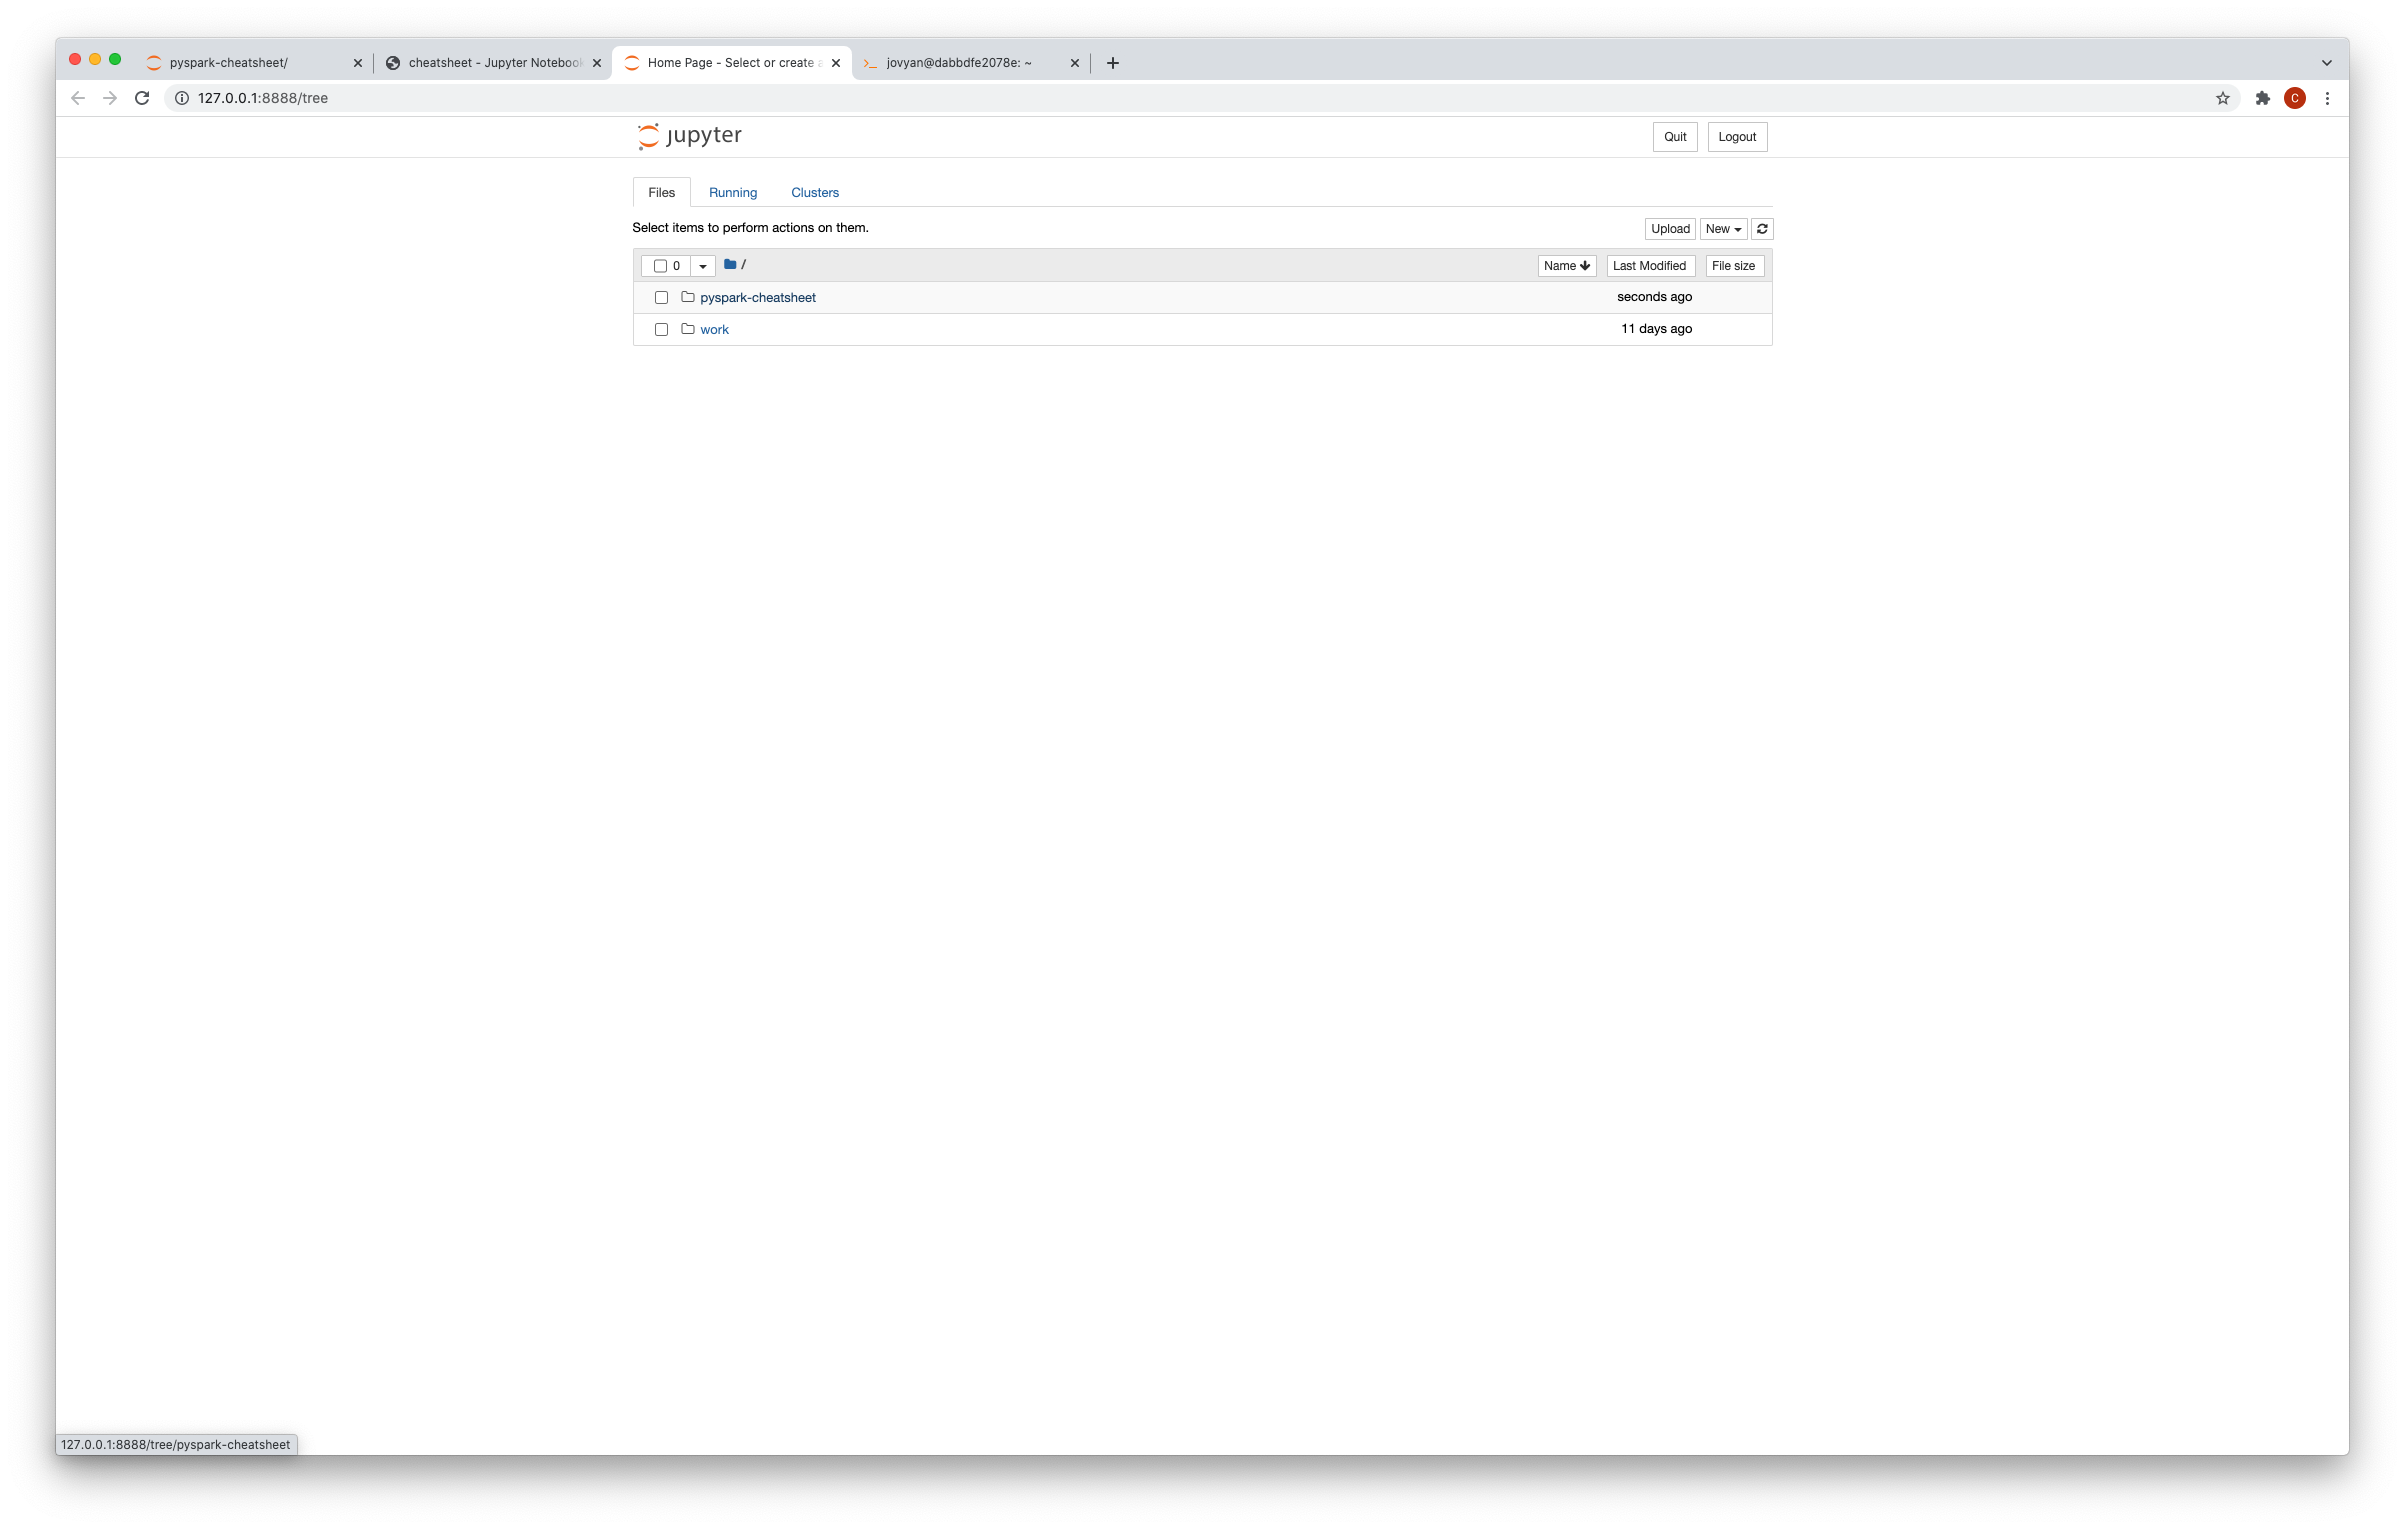 pyspark-cheatsheet/
cheatsheet - Jupyter Notebook
Home Page - Select or create a
jovyan@dabbdfe2078e: ~
127.0.0.1:8888/tree
C
jupyter
Quit
Logout
Files
Running
Clusters
Select items to perform actions on them.
Upload
New
0
/
Name
Last Modified
File size
pyspark-cheatsheet
seconds ago
work
11 days ago
127.0.0.1:8888/tree/pyspark-cheatsheet